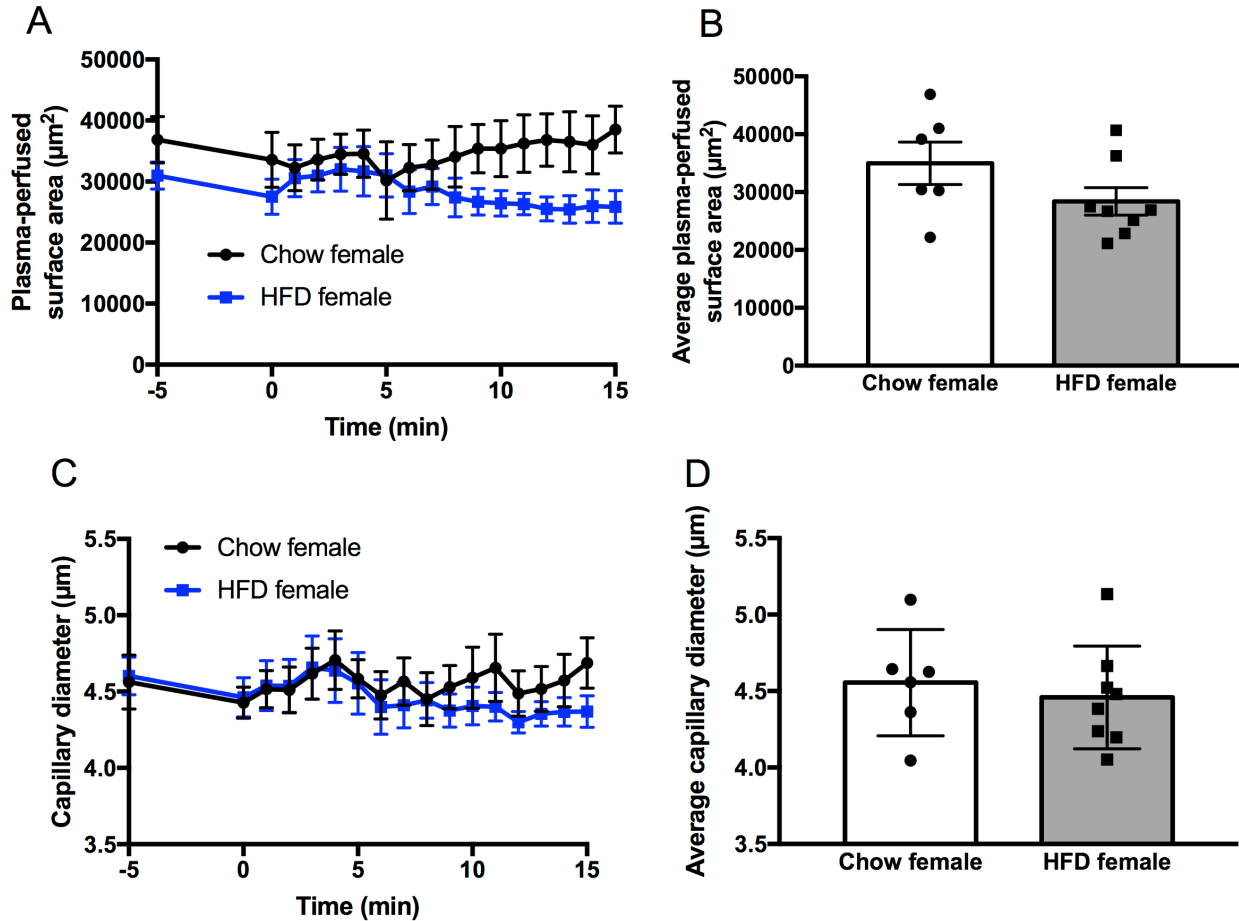 A
Plasma-perfused
surface area (µm²)
50000
40000
30000
20000
10000
0
-5
0
5
10
15
Time (min)
Chow female
HFD female
B
Average plasma-perfused
surface area (µm²)
50000
40000
30000
20000
10000
0
Chow female
HFD female
C
Capillary diameter (µm)
5.5
5.0
4.5
4.0
3.5
-5
0
5
10
15
Time (min)
Chow female
HFD female
D
Average capillary diameter (µm)
5.5
5.0
4.5
4.0
3.5
Chow female
HFD female